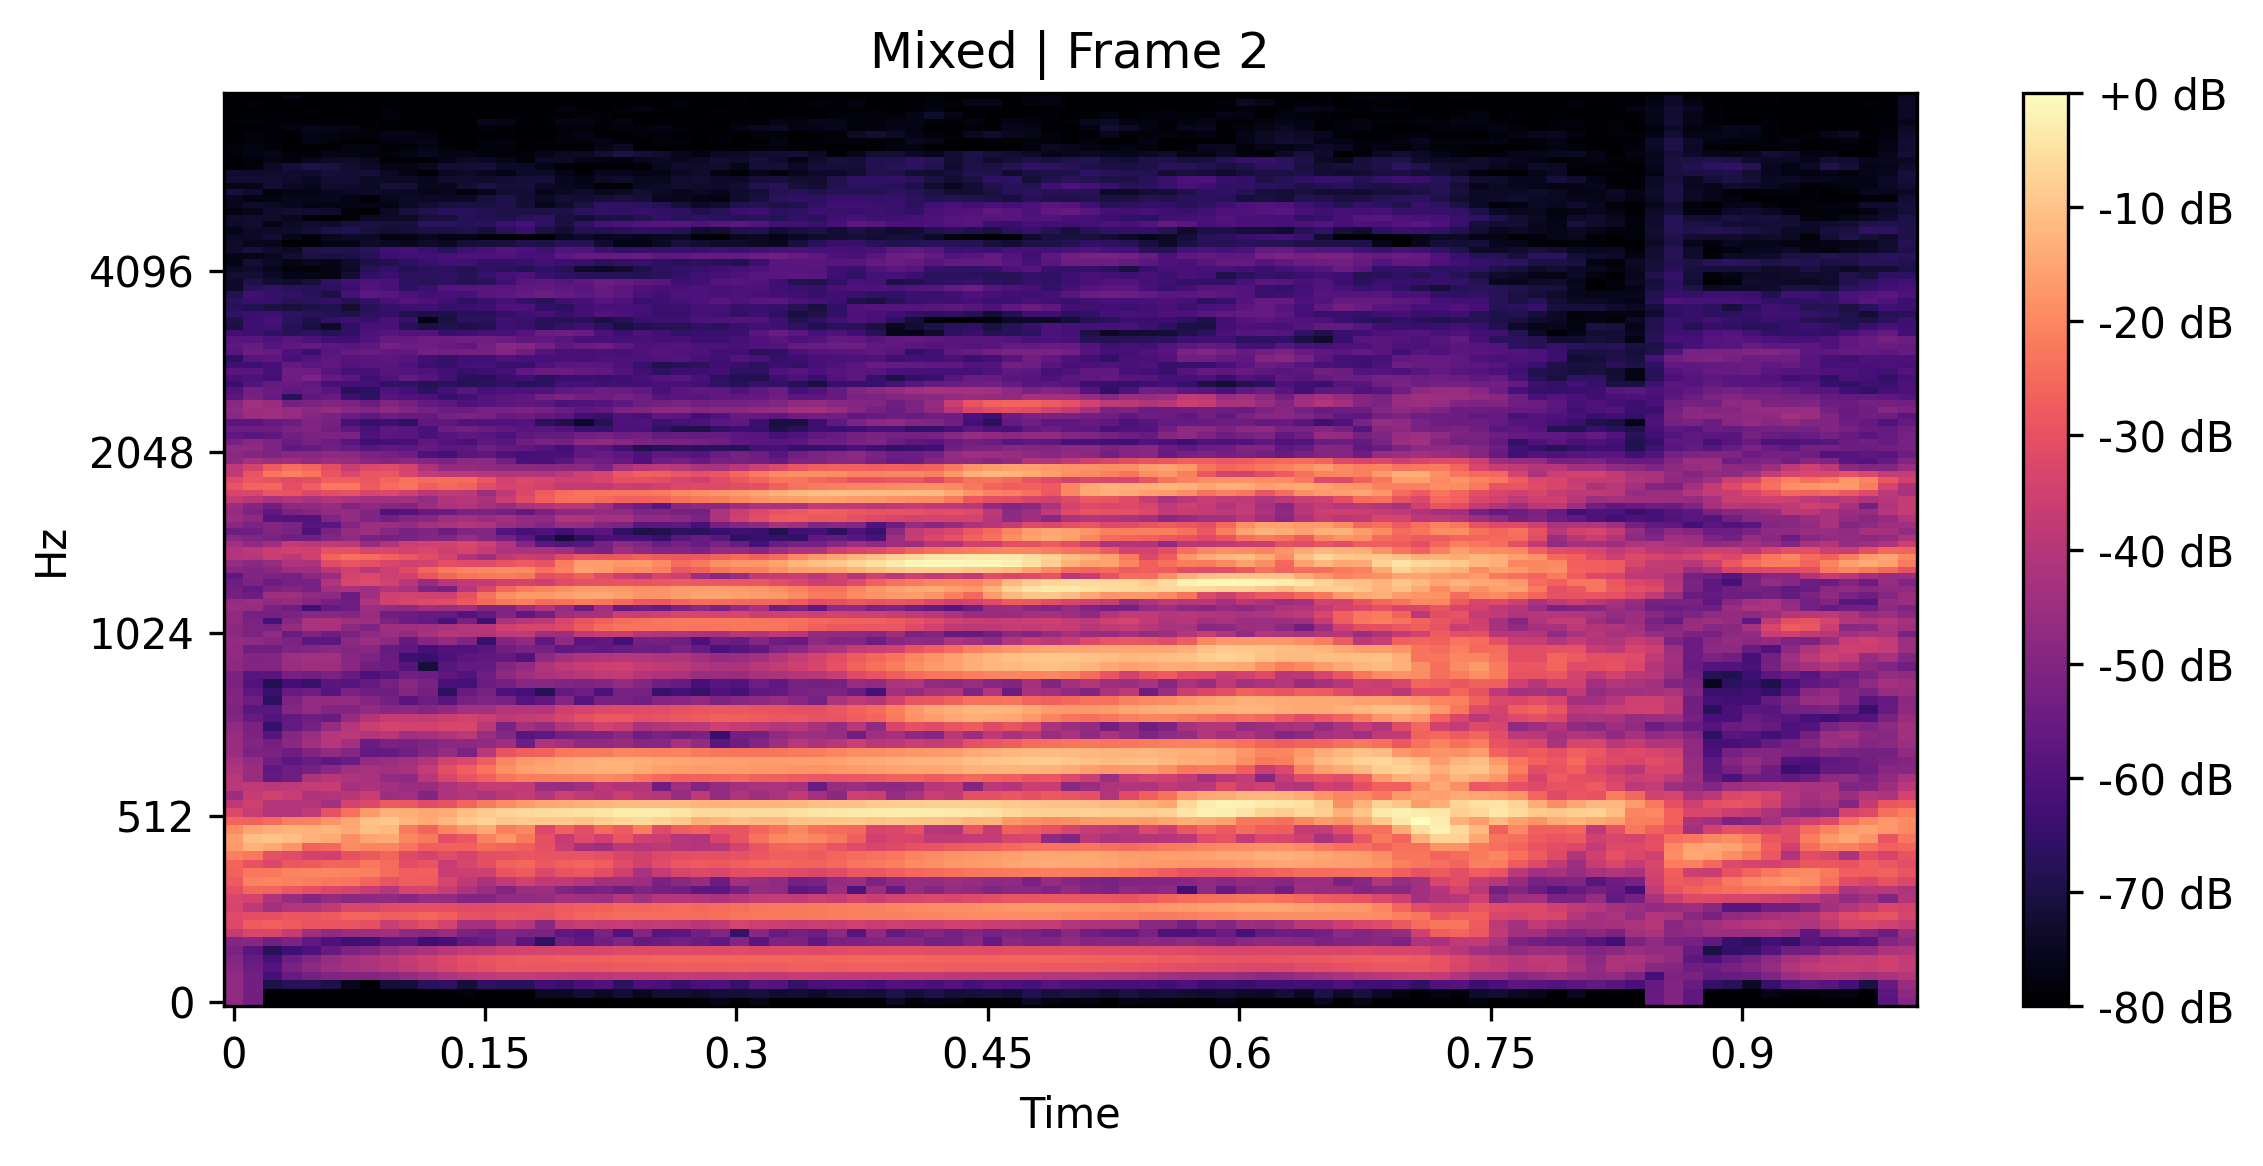 Mixed | Frame 2
+0 dB
-10 dB
-20 dB
-30 dB
-40 dB
-50 dB
-60 dB
-70 dB
-80 dB
Hz
4096
2048
1024
512
0
0 0.15 0.3 0.45 0.6 0.75 0.9
Time